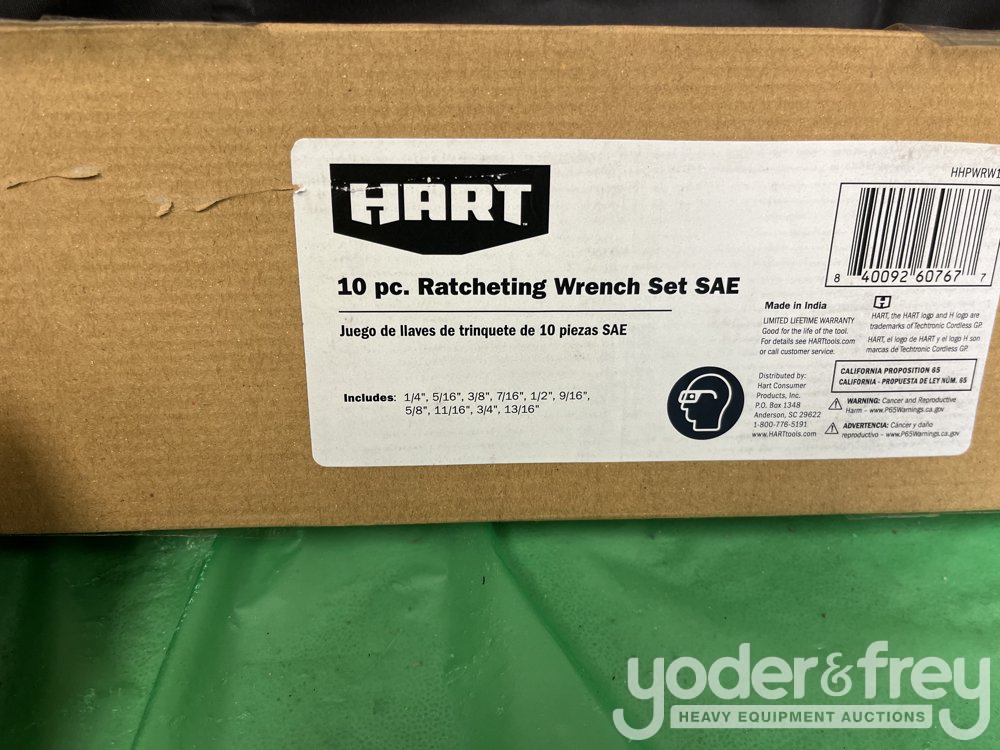 HHPWRW1
HART™
8 40092 60767 7
10 pc. Ratcheting Wrench Set SAE
Juego de llaves de trinquete de 10 piezas SAE
Includes: 1/4", 5/16", 3/8", 7/16", 1/2", 9/16",
5/8", 11/16", 3/4", 13/16"
Made in India
LIMITED LIFETIME WARRANTY
Good for the life of the tool.
For details see HARTtools.com
or call customer service.
H
HART, the HART logo and H logo are
trademarks of Techtronic Cordless GP.
HART, el logo de HART y el logo H son
marcas de Techtronic Cordless GP.
Distributed by:
Hart Consumer
Products, Inc.
P.O. Box 1348
Anderson, SC 29622
1-800-776-5191
www.HARTtools.com
CALIFORNIA PROPOSITION 65
CALIFORNIA - PROPUESTA DE LEY NÚM. 65
WARNING: Cancer and Reproductive
Harm – www.P65Warnings.ca.gov
ADVERTENCIA: Cáncer y daño
reproductivo – www.P65Warnings.ca.gov
yoder&frey
HEAVY EQUIPMENT AUCTIONS